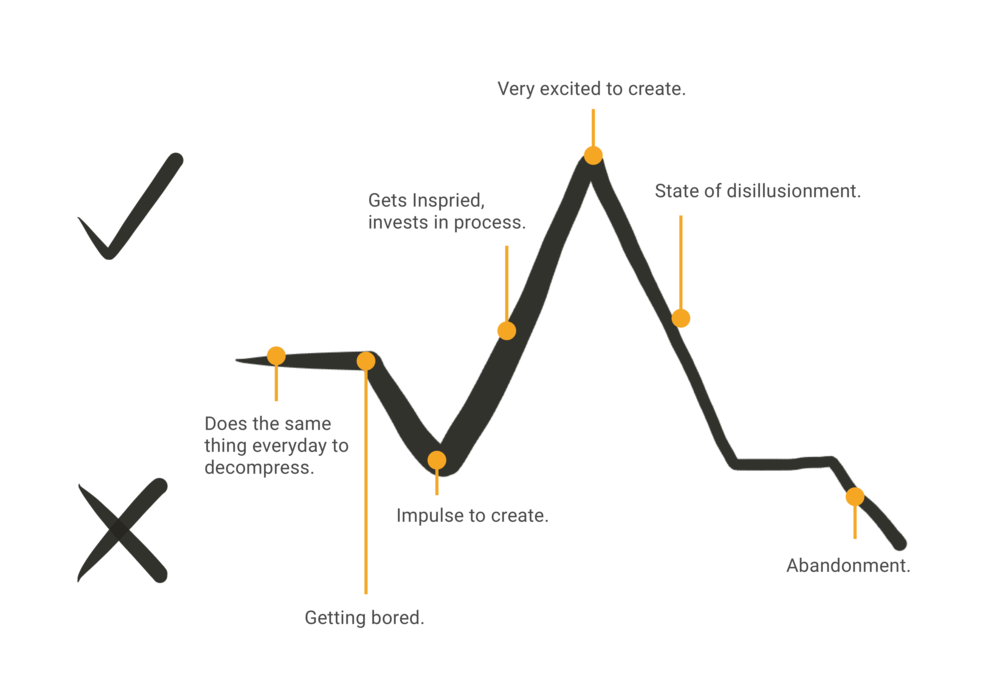 Very excited to create.
Gets Inspried,
invests in process.
State of disillusionment.
Does the same
thing everyday to
decompress.
Impulse to create.
Abandonment.
Getting bored.